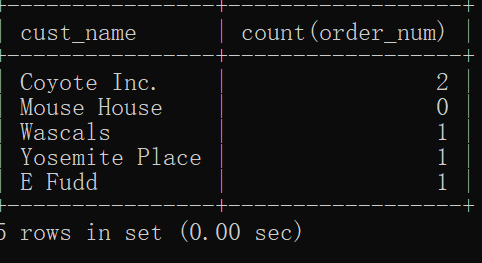 cust_name count(order_num)
Coyote Inc. 2
Mouse House 0
Wascals 1
Yosemite Place 1
E Fudd 1
5 rows in set (0.00 sec)